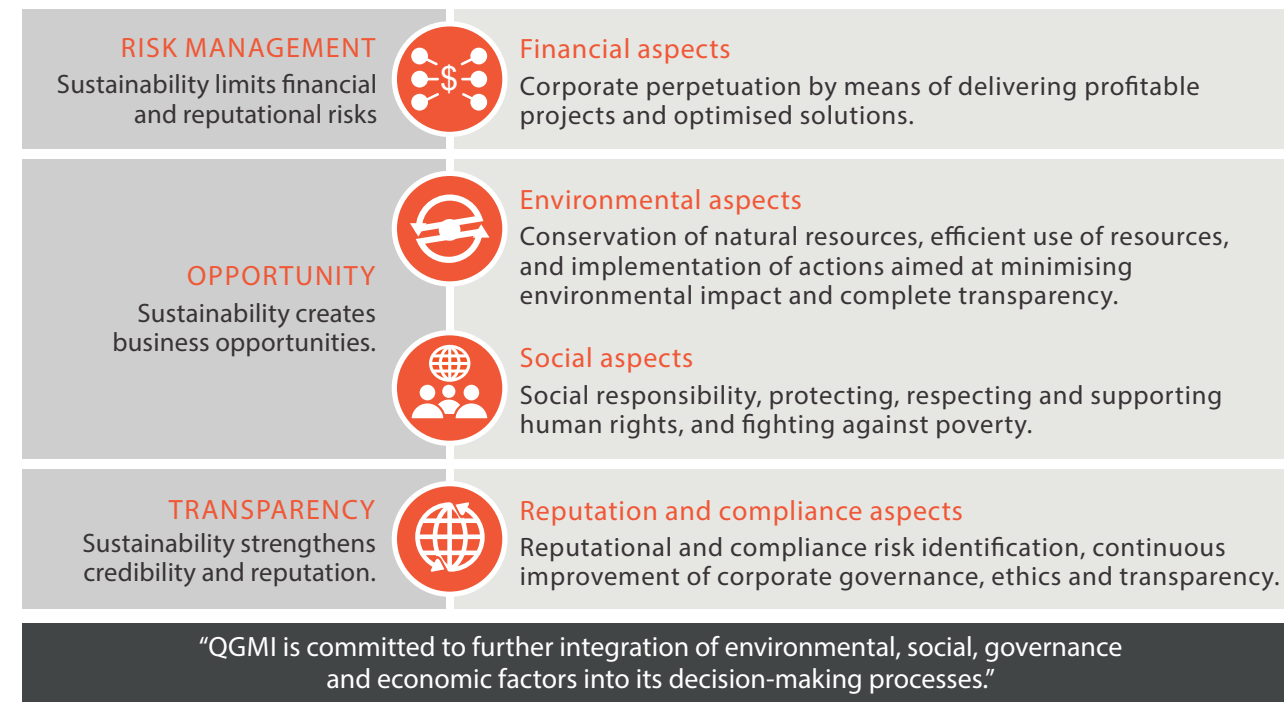 RISK MANAGEMENT
Sustainability limits financial
and reputational risks
$
Financial aspects
Corporate perpetuation by means of delivering profitable
projects and optimised solutions.
OPPORTUNITY
Sustainability creates
business opportunities.
Environmental aspects
Conservation of natural resources, efficient use of resources,
and implementation of actions aimed at minimising
environmental impact and complete transparency.
Social aspects
Social responsibility, protecting, respecting and supporting
human rights, and fighting against poverty.
TRANSPARENCY
Sustainability strengthens
credibility and reputation.
Reputation and compliance aspects
Reputational and compliance risk identification, continuous
improvement of corporate governance, ethics and transparency.
“QGMI is committed to further integration of environmental, social, governance
and economic factors into its decision-making processes.”